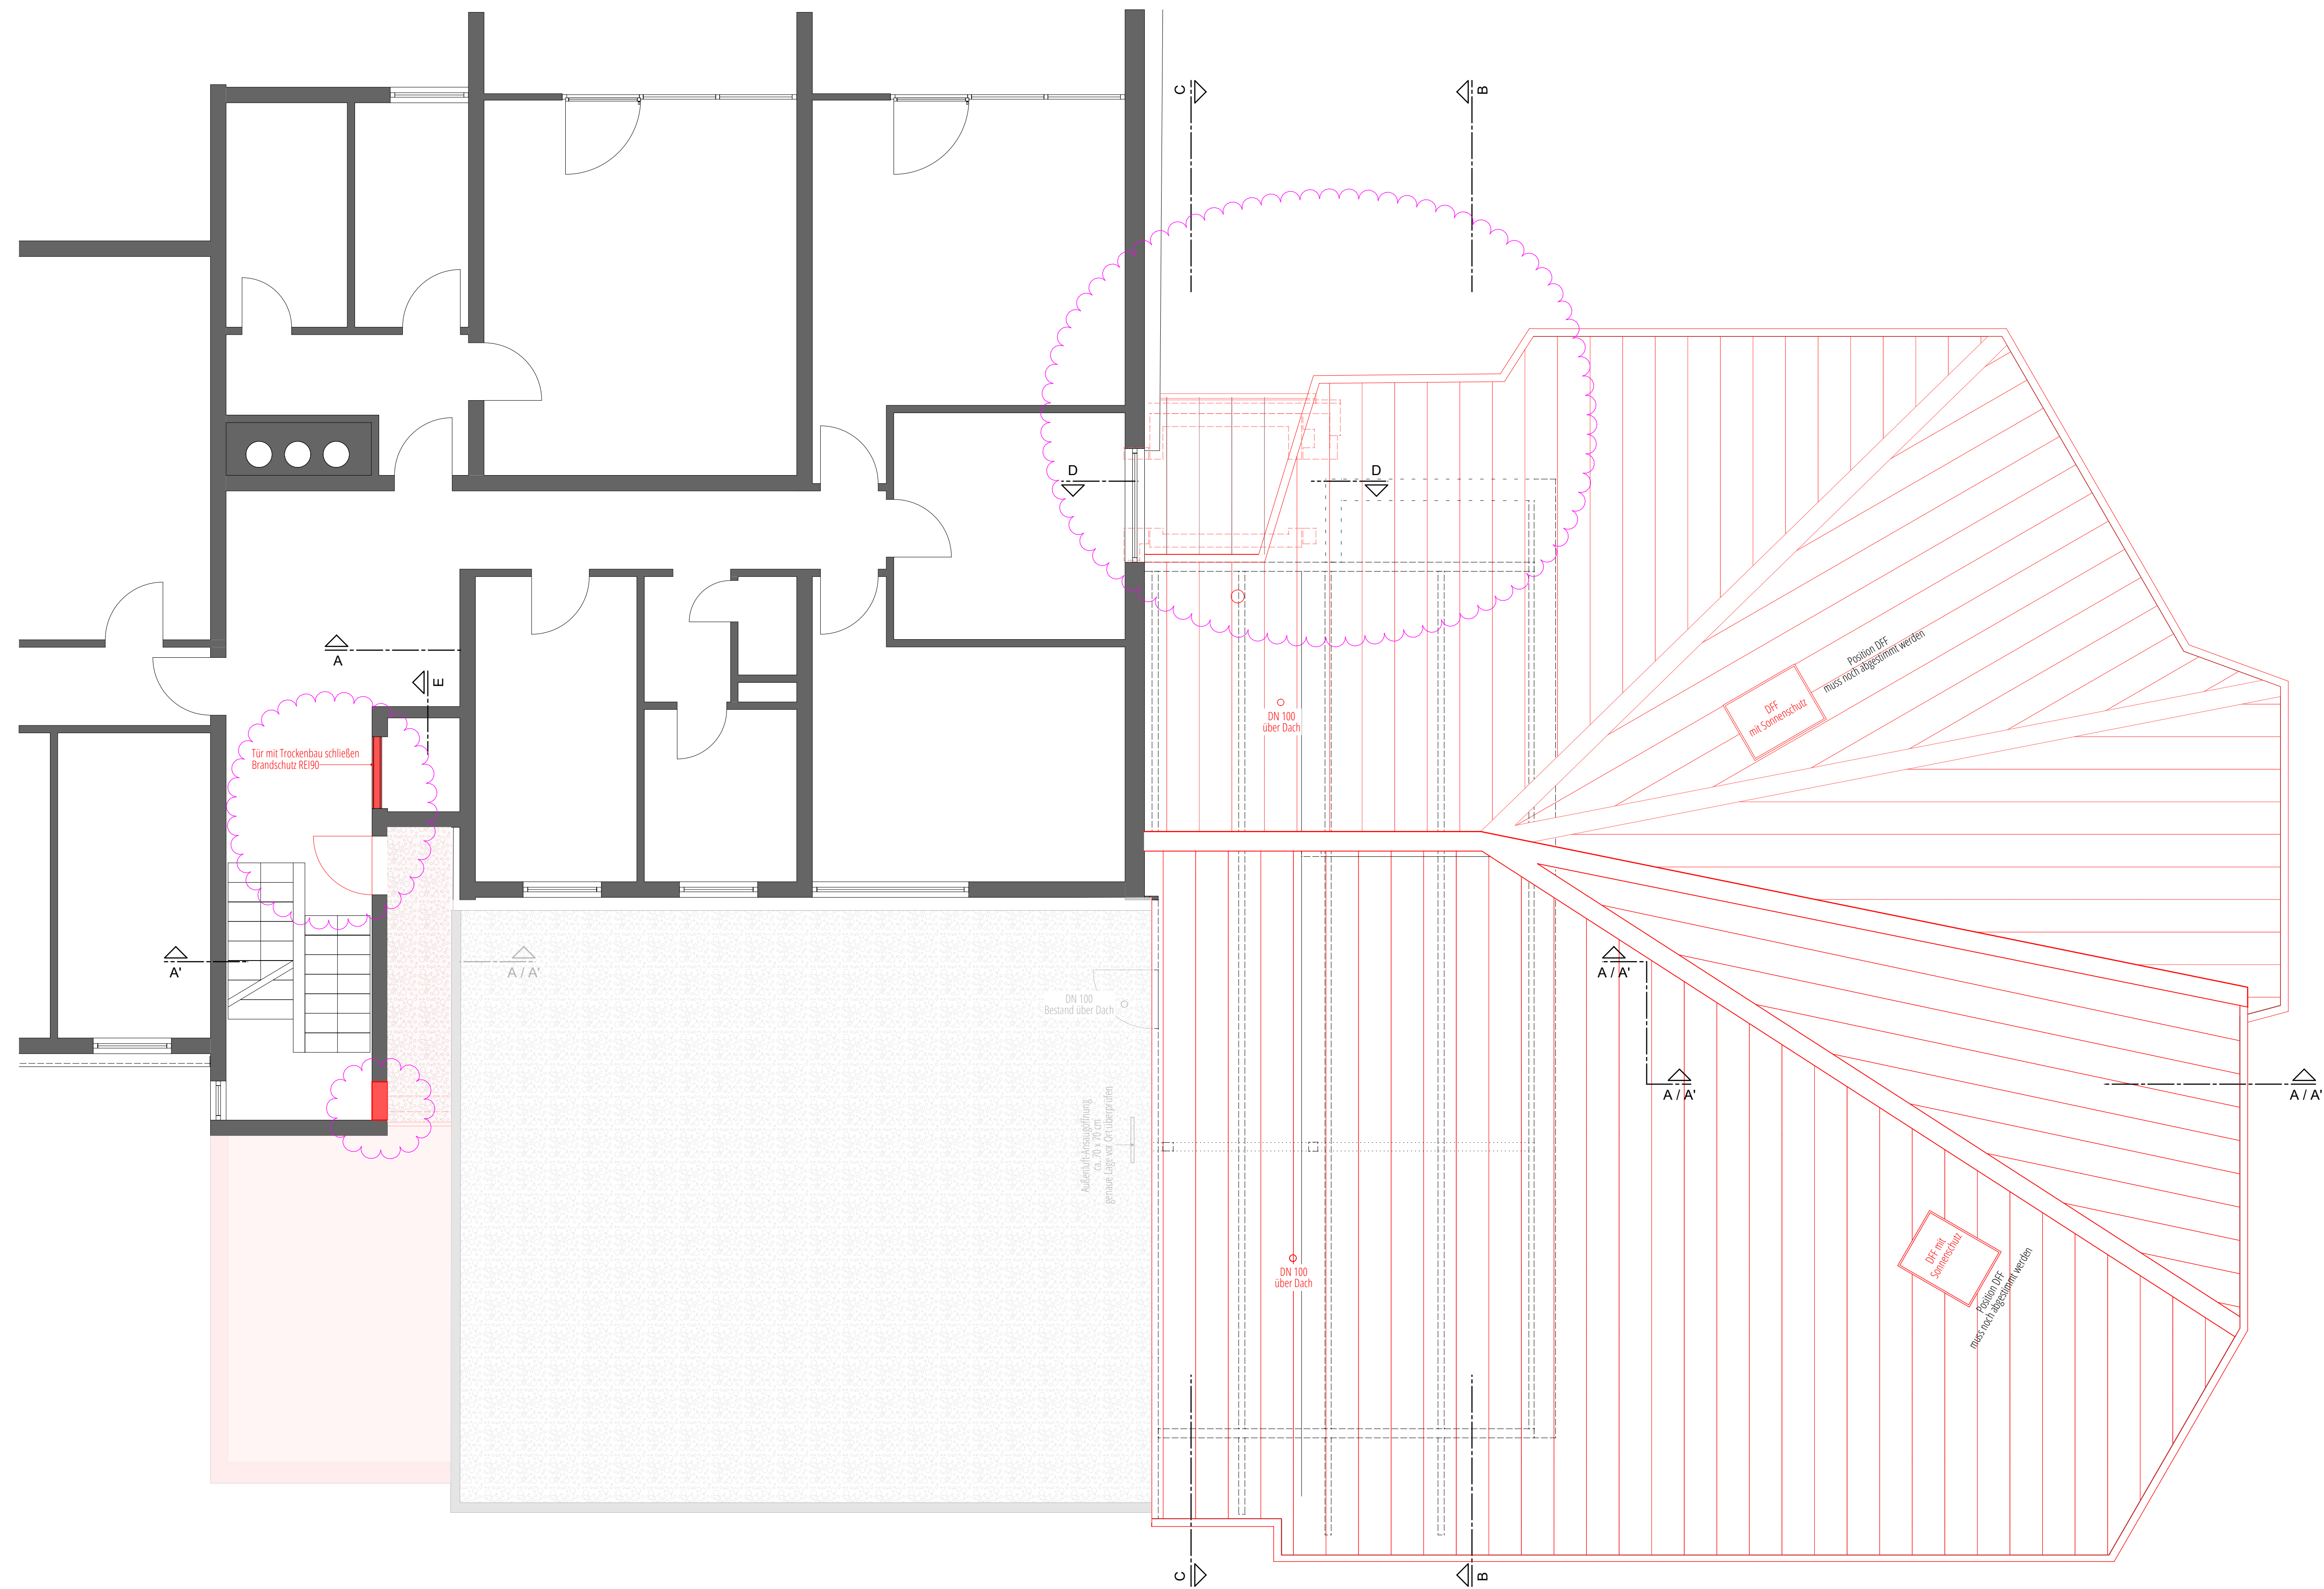 C
B
D
D
A
E
Tür mit Trockenbau schließen
Brandschutz REI90
DN 100
über Dach
DFF
mit Sonnenschutz
Position DFF
muss noch abgestimmt werden
A'
A / A'
DN 100
Bestand über Dach
A / A'
A / A'
A / A'
Außenluft-Ansaugöffnung
ca. 70 x 70 cm
genaue Lage vor Ort überprüfen
DN 100
über Dach
DFF mit
Sonnenschutz
Position DFF
muss noch abgestimmt werden
C
B